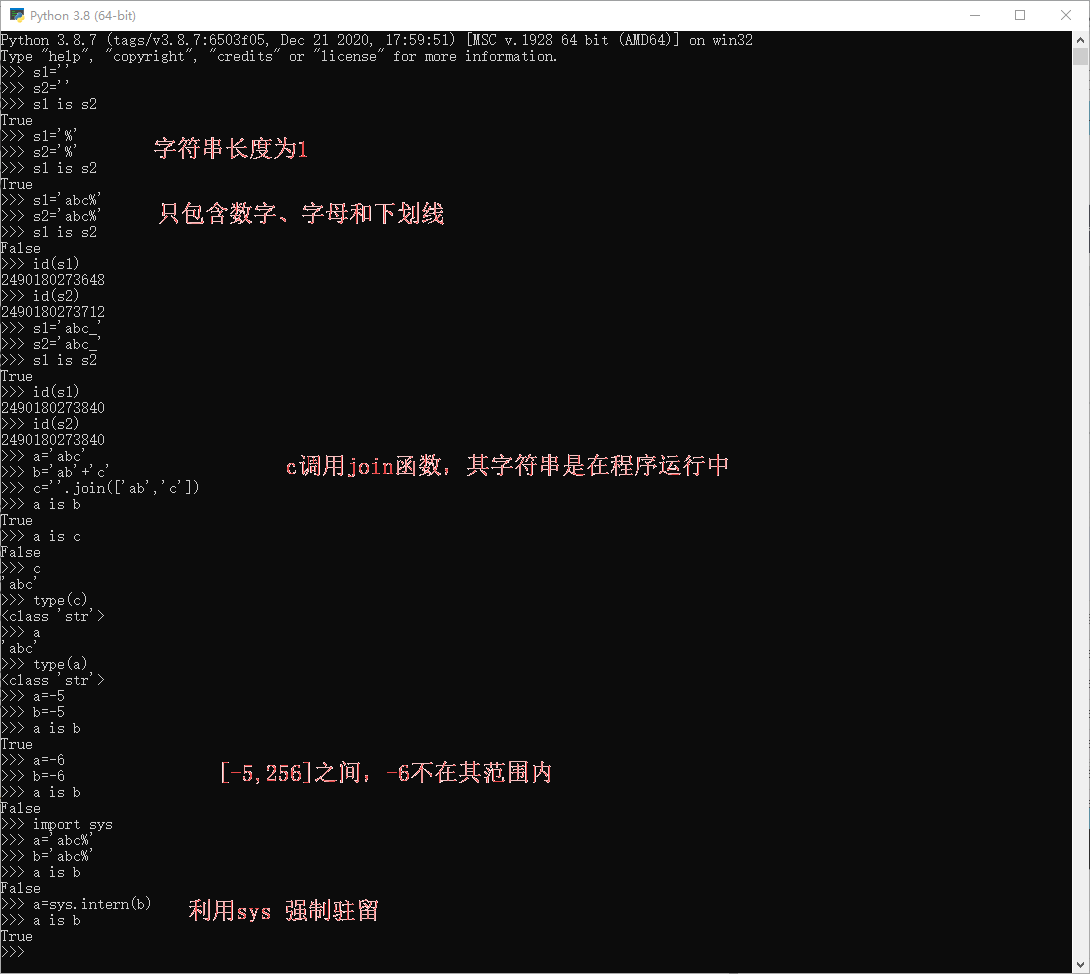 Python 3.8 (64-bit)
Python 3.8.7 (tags/v3.8.7:6503f05, Dec 21 2020, 17:59:51) [MSC v.1928 64 bit (AMD64)] on win32
Type "help", "copyright", "credits" or "license" for more information.
>>> s1=''
>>> s2=''
>>> s1 is s2
True
>>> s1='%'
字符串长度为1
>>> s2='%'
>>> s1 is s2
True
>>> s1='abc%'
>>> s2='abc%'
只包含数字、字母和下划线
>>> s1 is s2
False
>>> id(s1)
2490180273648
>>> id(s2)
2490180273712
>>> s1='abc_'
>>> s2='abc_'
>>> s1 is s2
True
>>> id(s1)
2490180273840
>>> id(s2)
2490180273840
>>> a='abc'
>>> b='ab'+'c'
c调用join函数，其字符串是在程序运行中
>>> c=''.join(['ab','c'])
>>> a is b
True
>>> a is c
False
>>> c
'abc'
>>> type(c)
<class 'str'>
>>> a
'abc'
>>> type(a)
<class 'str'>
>>> a=-5
>>> b=-5
>>> a is b
True
>>> a=-6
>>> b=-6
[-5,256]之间，-6不在其范围内
>>> a is b
False
>>> import sys
>>> a='abc%'
>>> b='abc%'
>>> a is b
False
>>> a=sys.intern(b)
利用sys 强制驻留
>>> a is b
True
>>>